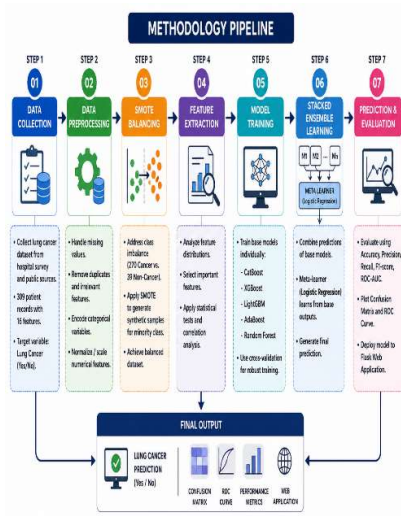 METHODOLOGY PIPELINE
STEP 1
01
DATA
COLLECTION
• Collect lung cancer
dataset from
hospital survey
and public sources.
• 309 patient
records with
16 features.
• Target variable:
Lung Cancer
(Yes/No).
STEP 2
02
DATA
PREPROCESSING
• Handle missing
values.
• Remove duplicates
and irrelevant
features.
• Encode categorical
variables.
• Normalize / scale
numerical features.
STEP 3
03
SMOTE
BALANCING
• Address class
imbalance
(270 Cancer vs.
39 Non-Cancer).
• Apply SMOTE
to generate
synthetic samples
for minority class.
• Achieve balanced
dataset.
STEP 4
04
FEATURE
EXTRACTION
• Analyze feature
distributions.
• Select important
features.
• Apply statistical
tests and
correlation
analysis.
STEP 5
05
MODEL
TRAINING
• Train base models
individually:
- CatBoost
- XGBoost
- LightGBM
- AdaBoost
- Random Forest
• Use cross-validation
for robust training.
STEP 6
06
STACKED
ENSEMBLE
LEARNING
M1 M2 ... Mn
META LEARNER
(Logistic Regression)
• Combine predictions
of base models.
• Meta-learner
(Logistic Regression)
learns from base
outputs.
• Generate final
prediction.
STEP 7
07
PREDICTION &
EVALUATION
• Evaluate using
Accuracy, Precision,
Recall, F1-score,
ROC-AUC.
• Plot Confusion
Matrix and ROC
Curve.
• Deploy model to
Flask Web
Application.
FINAL OUTPUT
LUNG CANCER
PREDICTION
(Yes / No)
CONFUSION
MATRIX
ROC
CURVE
PERFORMANCE
METRICS
WEB
APPLICATION